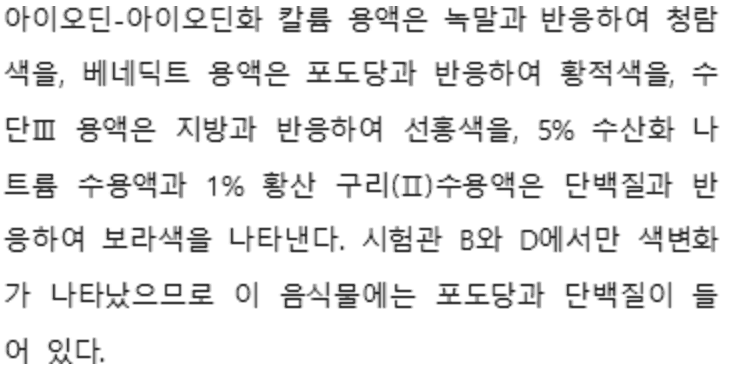 아이오딘-아이오딘화 칼륨 용액은 녹말과 반응하여 청람
색을, 베네딕트 용액은 포도당과 반응하여 황적색을, 수
단Ⅲ 용액은 지방과 반응하여 선홍색을, 5% 수산화 나
트륨 수용액과 1% 황산 구리(Ⅱ)수용액은 단백질과 반
응하여 보라색을 나타낸다. 시험관 B와 D에서만 색변화
가 나타났으므로 이 음식물에는 포도당과 단백질이 들
어 있다.